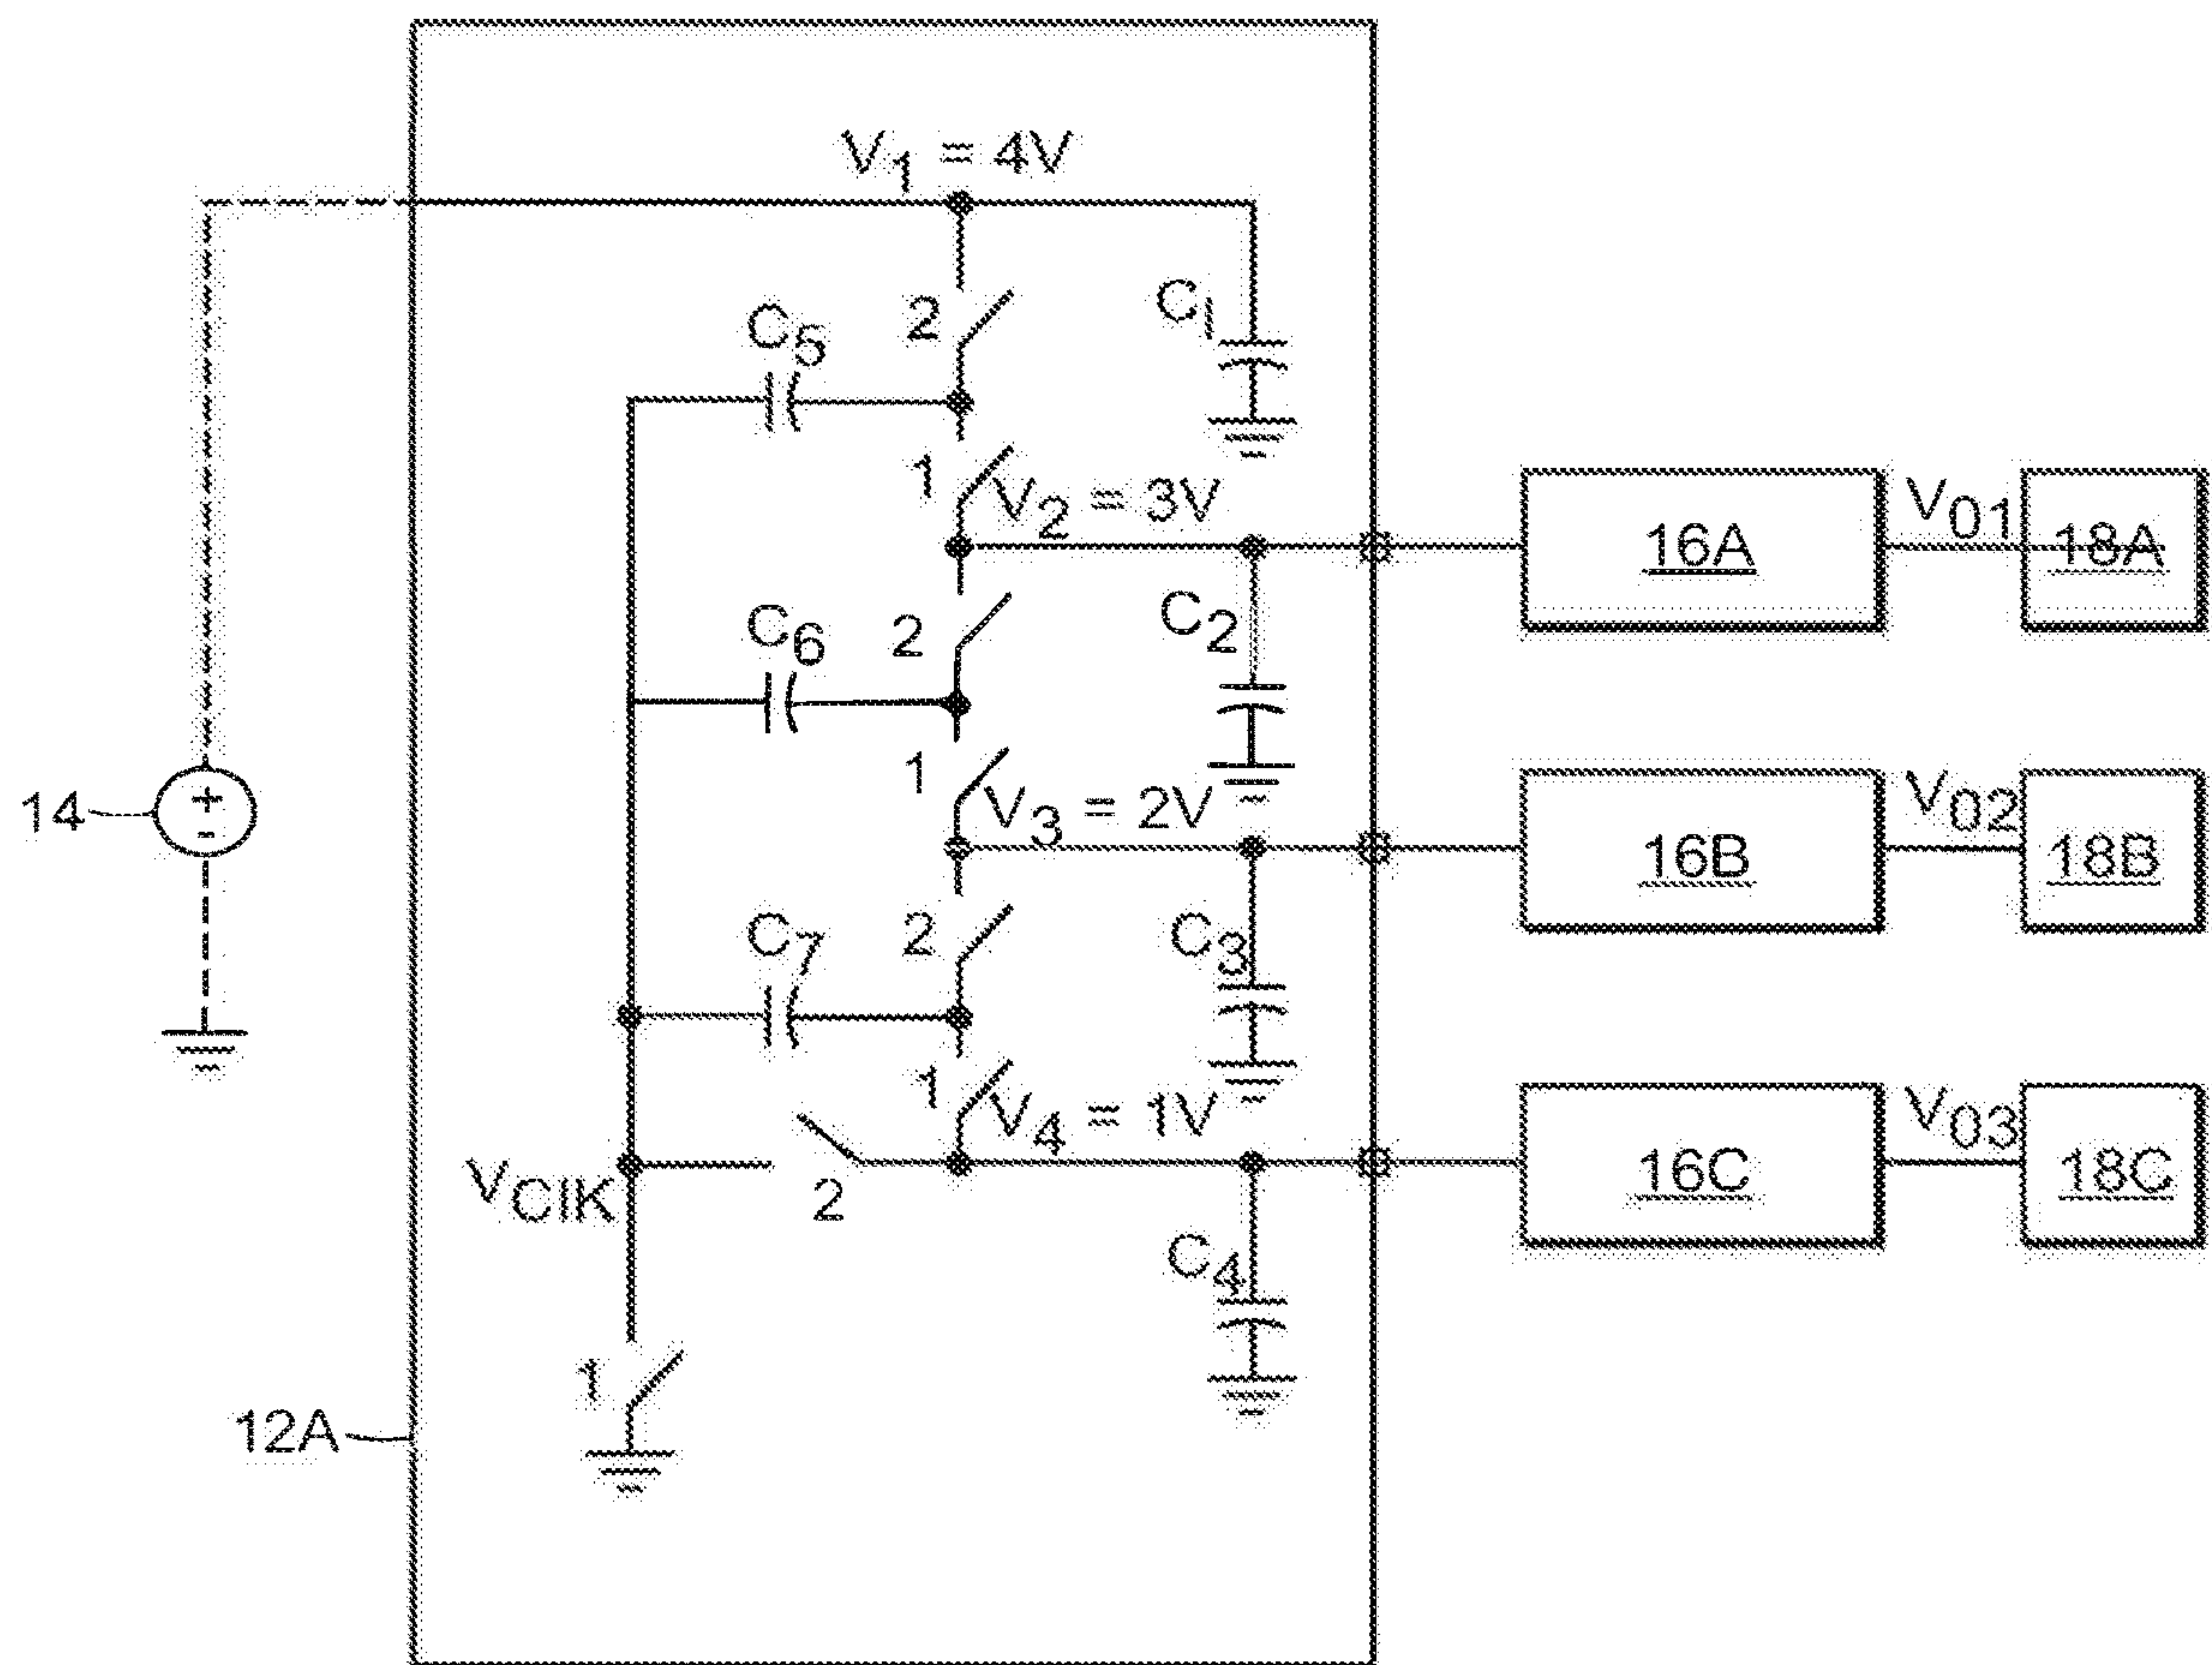 V1 = 4V
C5
2
C1
1
V2 = 3V
16A
V01
18A
C6
2
C2
1
V3 = 2V
14
+
-
16B
V02
18B
C7
2
C3
1
V4 = 1V
16C
V03
18C
VClK
2
C4
1
12A